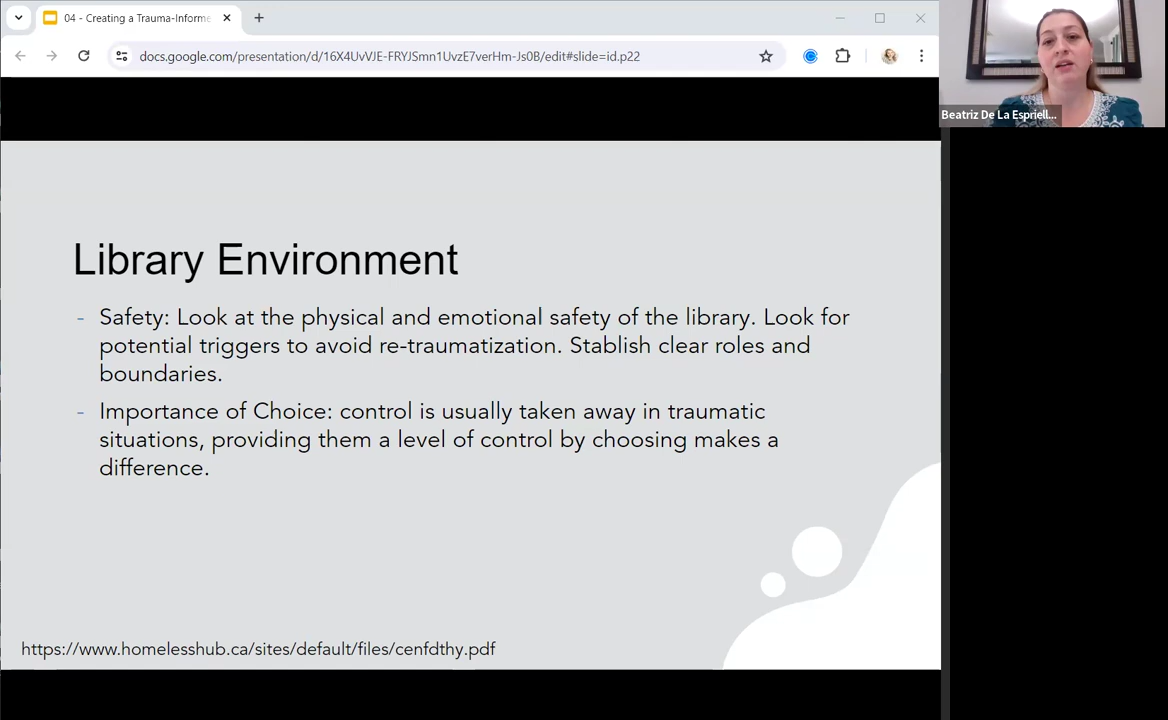 04 - Creating a Trauma-Informe
docs.google.com/presentation/d/16X4UvVJE-FRYJSmn1UvzE7verHm-Js0B/edit#slide=id.p22
Beatriz De La Espriell...
Library Environment
- Safety: Look at the physical and emotional safety of the library. Look for
potential triggers to avoid re-traumatization. Stablish clear roles and
boundaries.
- Importance of Choice: control is usually taken away in traumatic
situations, providing them a level of control by choosing makes a
difference.
https://www.homelesshub.ca/sites/default/files/cenfdthy.pdf